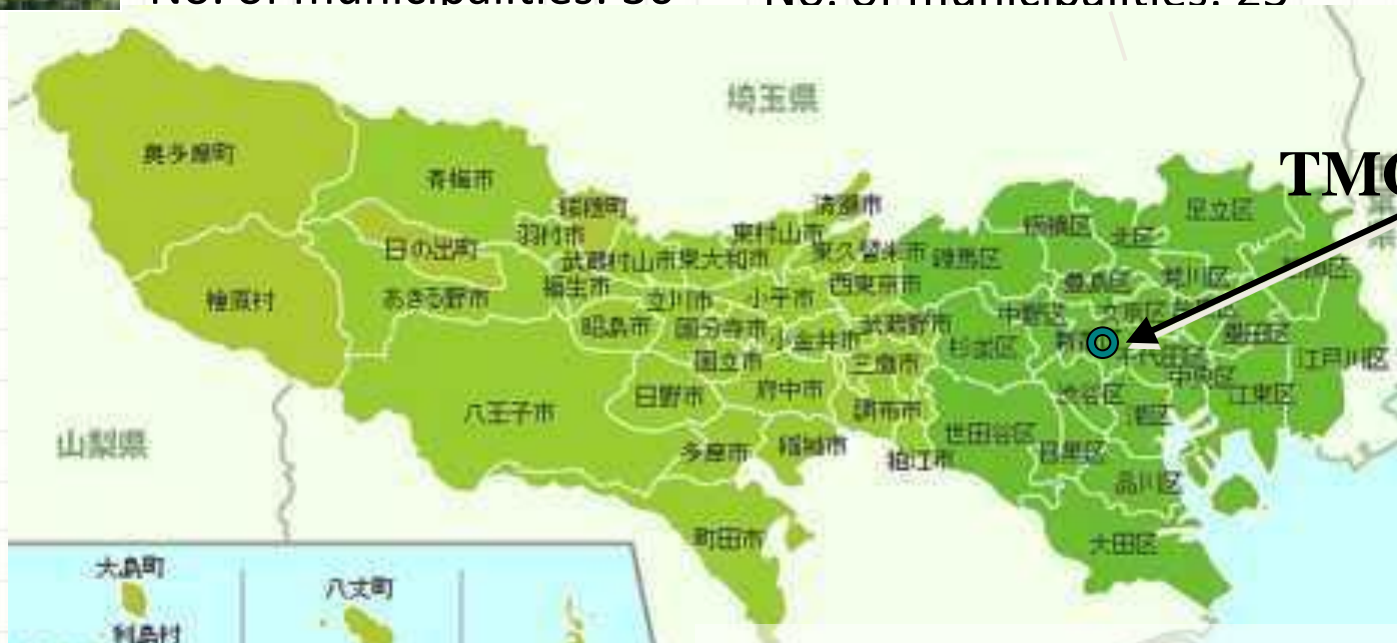 No. of municipalities: 30
No. of municipalities: 23
埼玉県
TMG
奥多摩町
青梅市
瑞穂町
清瀬市
足立区
板橋区
北区
羽村市
東村山市
日の出町
武蔵村山市
東大和市
東久留米市
練馬区
荒川区
豊島区
檜原村
あきる野市
福生市
立川市
小平市
西東京市
中野区
文京区
昭島市
国分寺市
小金井市
武蔵野市
杉並区
墨田区
千代田区
江戸川区
国立市
三鷹市
中央区
日野市
府中市
渋谷区
江東区
八王子市
調布市
港区
山梨県
世田谷区
目黒区
多摩市
稲城市
狛江市
品川区
町田市
大田区
大島町
八丈町
利島村